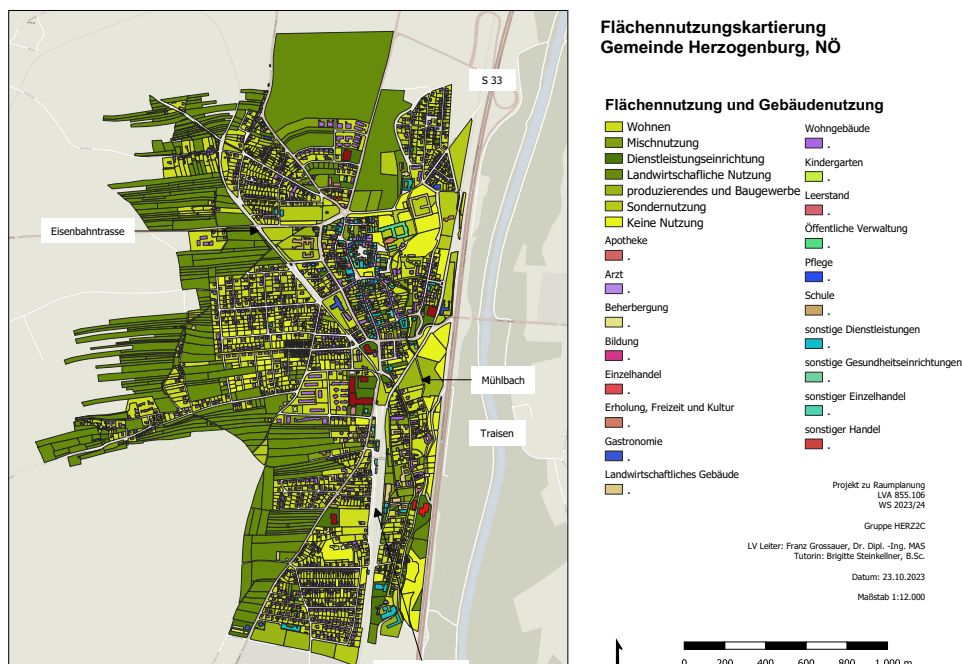 S 33
Eisenbahntrasse
Mühlbach
Traisen
Flächennutzungskartierung
Gemeinde Herzogenburg, NÖ
Flächennutzung und Gebäudenutzung
Wohnen
Mischnutzung
Dienstleistungseinrichtung
Landwirtschafliche Nutzung
produzierendes und Baugewerbe
Sondernutzung
Keine Nutzung
Apotheke
.
Arzt
.
Beherbergung
.
Bildung
.
Einzelhandel
.
Erholung, Freizeit und Kultur
.
Gastronomie
.
Landwirtschaftliches Gebäude
.
Wohngebäude
.
Kindergarten
.
Leerstand
.
Öffentliche Verwaltung
.
Pflege
.
Schule
.
sonstige Dienstleistungen
.
sonstige Gesundheitseinrichtungen
.
sonstiger Einzelhandel
.
sonstiger Handel
.
Projekt zu Raumplanung
LVA 855.106
WS 2023/24
Gruppe HERZ2C
LV Leiter: Franz Grossauer, Dr. Dipl. -Ing. MAS
Tutorin: Brigitte Steinkellner, B.Sc.
Datum: 23.10.2023
Maßstab 1:12.000
0 200 400 600 800 1.000 m